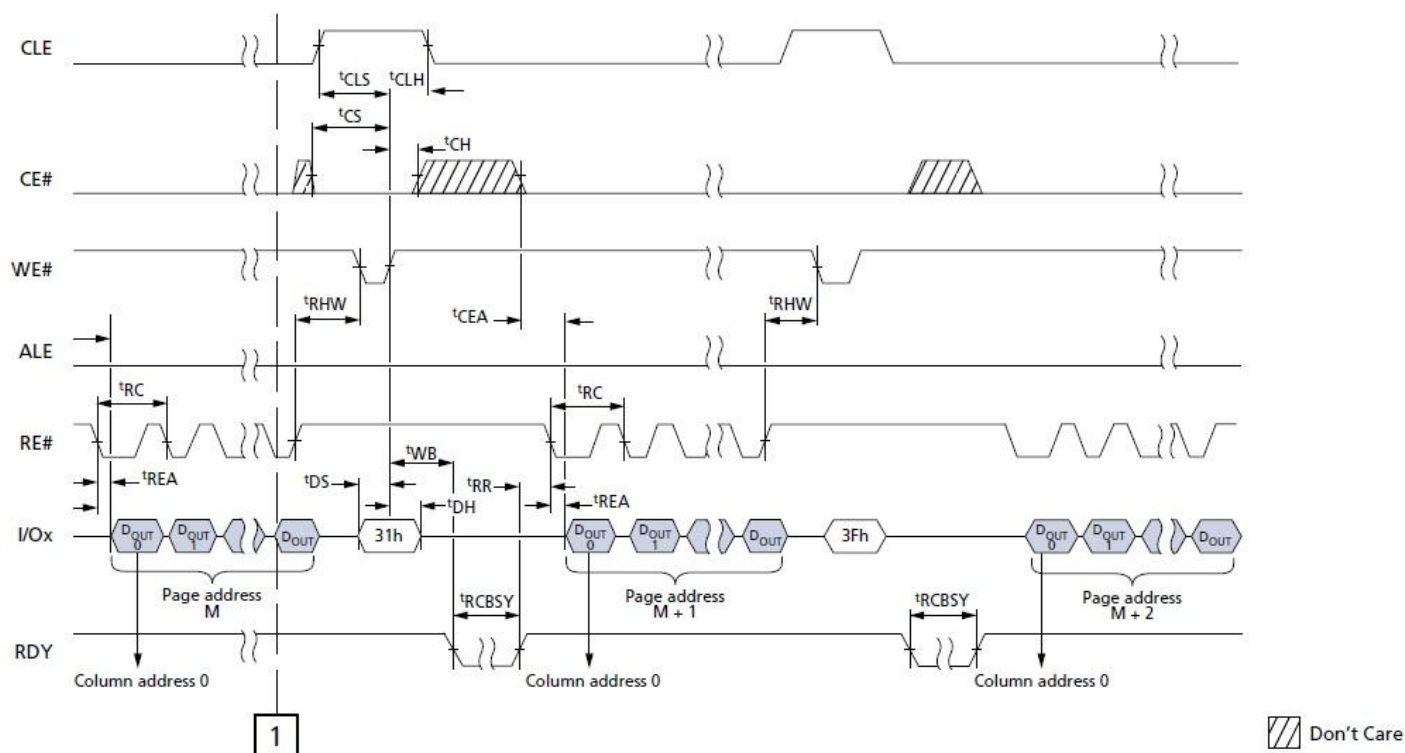 CLE
tCLS
tCLH
tCS
tCH
CE#
WE#
tRHW
tCEA
tRHW
ALE
tRC
tRC
RE#
tWB
tREA
tDS
tRR
tDH
tREA
I/Ox
DOUT 0
DOUT 1
DOUT
31h
DOUT 0
DOUT 1
DOUT
3Fh
DOUT 0
DOUT 1
DOUT
Page address
M
tRCBSY
Page address
M + 1
tRCBSY
Page address
M + 2
RDY
Column address 0
Column address 0
Column address 0
1
Don't Care